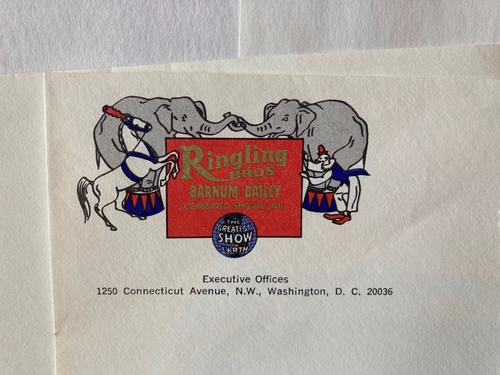 Ringling
BROS
BARNUM BAILEY
COMBINED SHOWS, INC.
THE
GREATEST
SHOW
ON EARTH
Executive Offices
1250 Connecticut Avenue, N.W., Washington, D. C. 20036